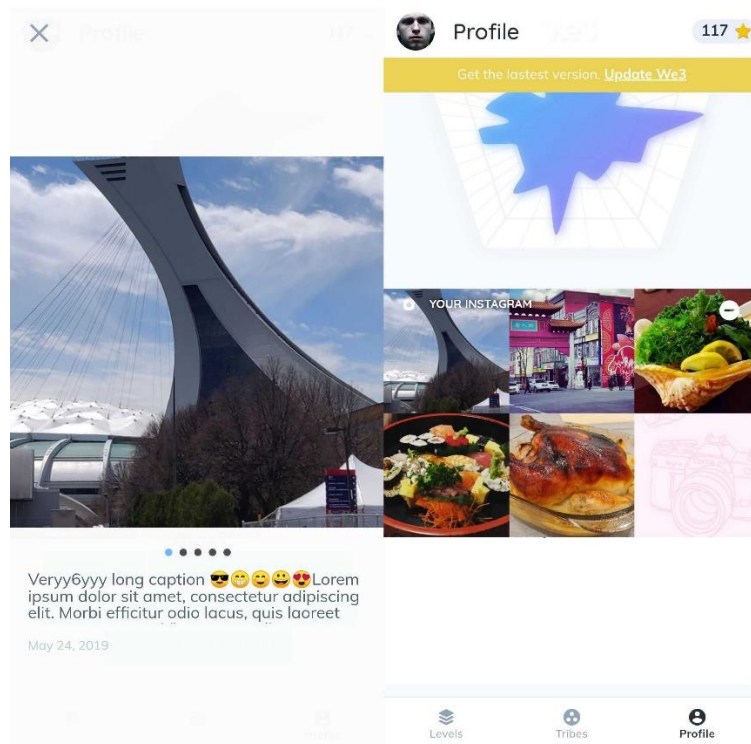 Profile
Veryy6yyy long caption 😎😁😊😀😍Lorem
ipsum dolor sit amet, consectetur adipiscing
elit. Morbi efficitur odio lacus, quis laoreet
May 24, 2019
Profile
117
Get the lastest version. Update We3
YOUR INSTAGRAM
Levels
Tribes
Profile